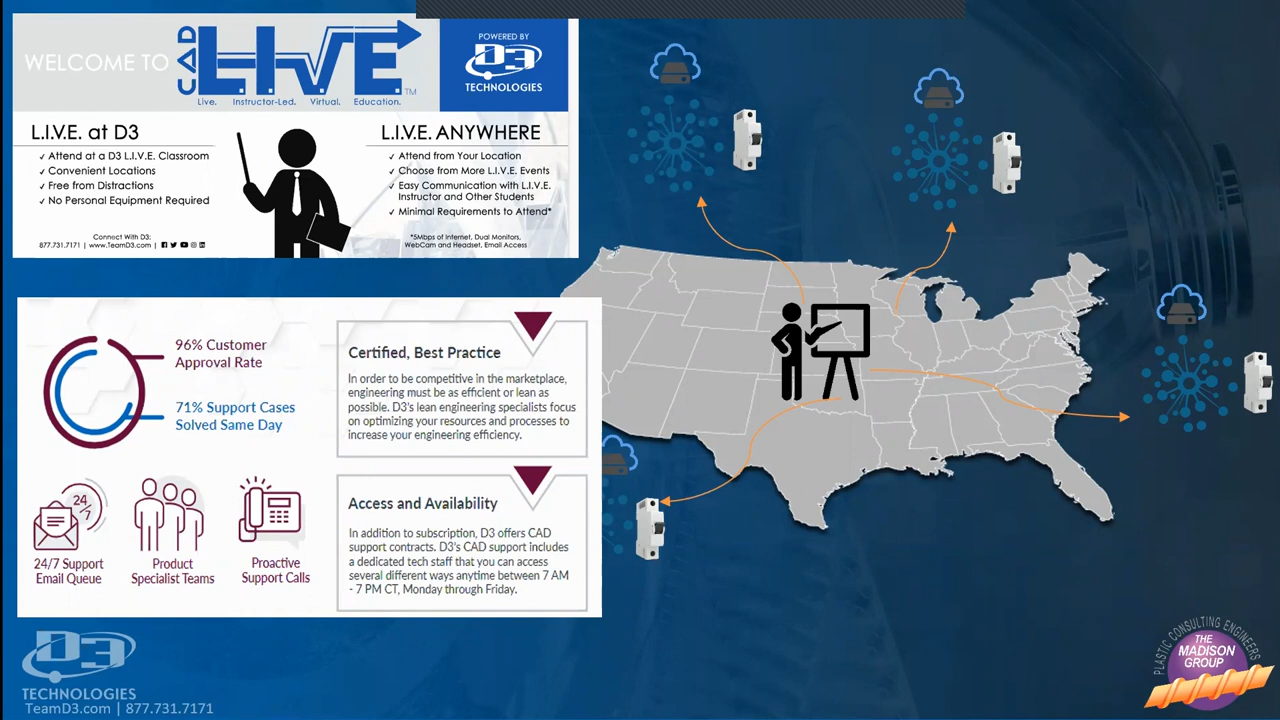 WELCOME TO
CAD
L.I.V.E.™
Live. Instructor-Led. Virtual. Education.
POWERED BY
D3
TECHNOLOGIES
L.I.V.E. at D3
✓ Attend at a D3 L.I.V.E. Classroom
✓ Convenient Locations
✓ Free from Distractions
✓ No Personal Equipment Required
Connect With D3:
877.731.7171 | www.TeamD3.com |
L.I.V.E. ANYWHERE
✓ Attend from Your Location
✓ Choose from More L.I.V.E. Events
✓ Easy Communication with L.I.V.E.
Instructor and Other Students
✓ Minimal Requirements to Attend*
*5Mbps of Internet, Dual Monitors,
WebCam and Headset, Email Access
96% Customer
Approval Rate
71% Support Cases
Solved Same Day
24
7
24/7 Support
Email Queue
Product
Specialist Teams
Proactive
Support Calls
Certified, Best Practice
In order to be competitive in the marketplace,
engineering must be as efficient or lean as
possible. D3's lean engineering specialists focus
on optimizing your resources and processes to
increase your engineering efficiency.
Access and Availability
In addition to subscription, D3 offers CAD
support contracts. D3's CAD support includes
a dedicated tech staff that you can access
several different ways anytime between 7 AM
- 7 PM CT, Monday through Friday.
D3
TECHNOLOGIES
TeamD3.com | 877.731.7171
PLASTIC CONSULTING ENGINEERS
THE
MADISON
GROUP